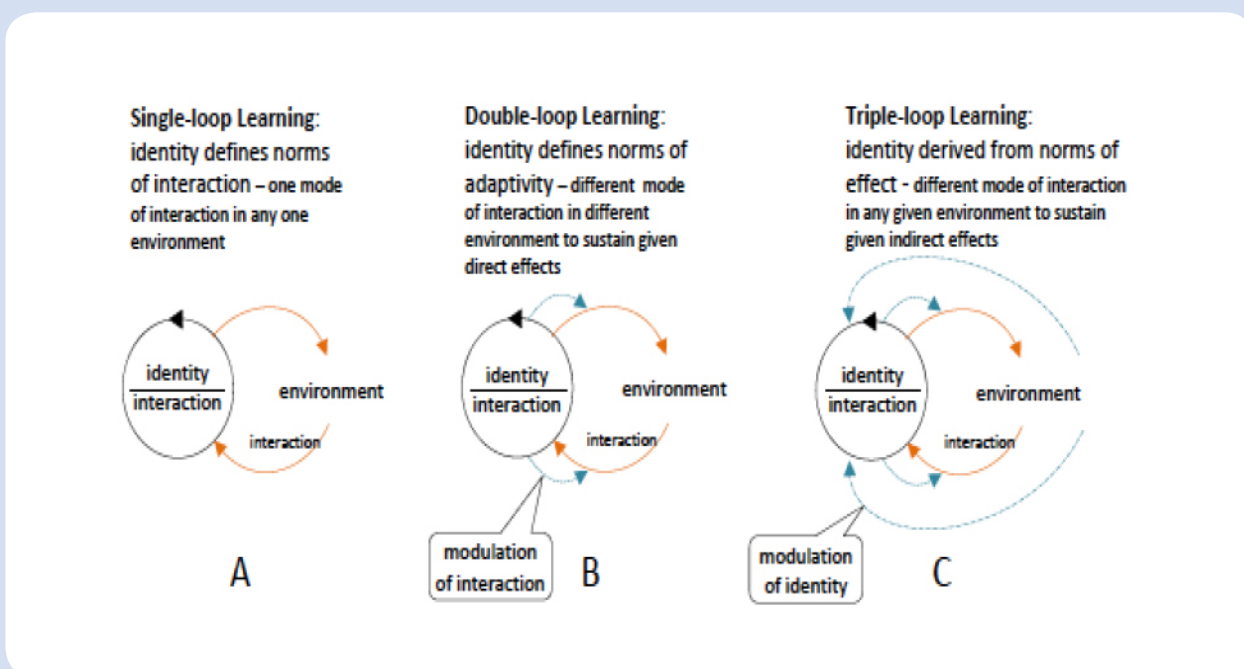 Single-loop Learning:
identity defines norms
of interaction – one mode
of interaction in any one
environment
identity
interaction
environment
interaction
A
Double-loop Learning:
identity defines norms of
adaptivity – different mode
of interaction in different
environment to sustain given
direct effects
identity
interaction
environment
interaction
modulation
of interaction
B
Triple-loop Learning:
identity derived from norms of
effect - different mode of interaction
in any given environment to sustain
given indirect effects
identity
interaction
environment
interaction
modulation
of identity
C